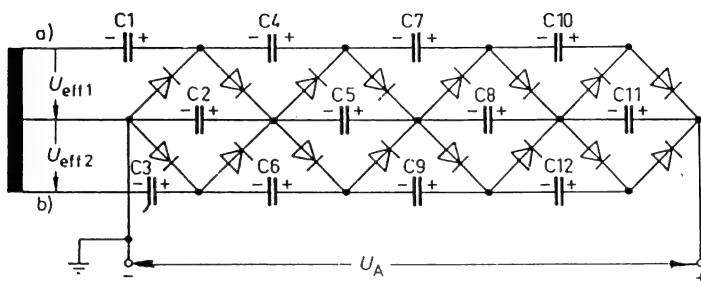 C1 C4 C7 C10
a) - + - + - + - +
U_eff1
C2 C5 C8 C11
- + - + - + - +
U_eff2
C3 C6 C9 C12
- + - + - + - +
b)
U_A
- +